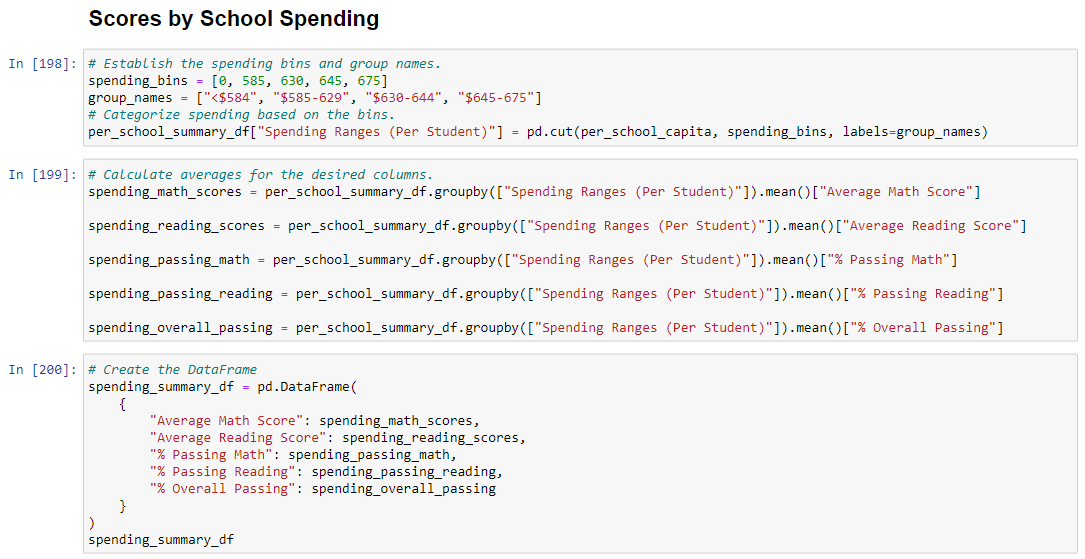 Scores by School Spending
In [198]:
# Establish the spending bins and group names.
spending_bins = [0, 585, 630, 645, 675]
group_names = ["<$584", "$585-629", "$630-644", "$645-675"]
# Categorize spending based on the bins.
per_school_summary_df["Spending Ranges (Per Student)"] = pd.cut(per_school_capita, spending_bins, labels=group_names)
In [199]:
# Calculate averages for the desired columns.
spending_math_scores = per_school_summary_df.groupby(["Spending Ranges (Per Student)"]).mean()["Average Math Score"]
spending_reading_scores = per_school_summary_df.groupby(["Spending Ranges (Per Student)"]).mean()["Average Reading Score"]
spending_passing_math = per_school_summary_df.groupby(["Spending Ranges (Per Student)"]).mean()["% Passing Math"]
spending_passing_reading = per_school_summary_df.groupby(["Spending Ranges (Per Student)"]).mean()["% Passing Reading"]
spending_overall_passing = per_school_summary_df.groupby(["Spending Ranges (Per Student)"]).mean()["% Overall Passing"]
In [200]:
# Create the DataFrame
spending_summary_df = pd.DataFrame(
    {
        "Average Math Score": spending_math_scores,
        "Average Reading Score": spending_reading_scores,
        "% Passing Math": spending_passing_math,
        "% Passing Reading": spending_passing_reading,
        "% Overall Passing": spending_overall_passing
    }
)
spending_summary_df